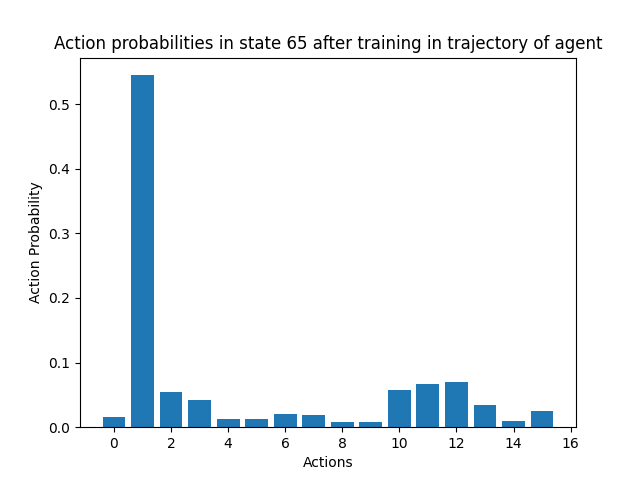 Action probabilities in state 65 after training in trajectory of agent
Action Probability
0.5
0.4
0.3
0.2
0.1
0.0
0 2 4 6 8 10 12 14 16
Actions